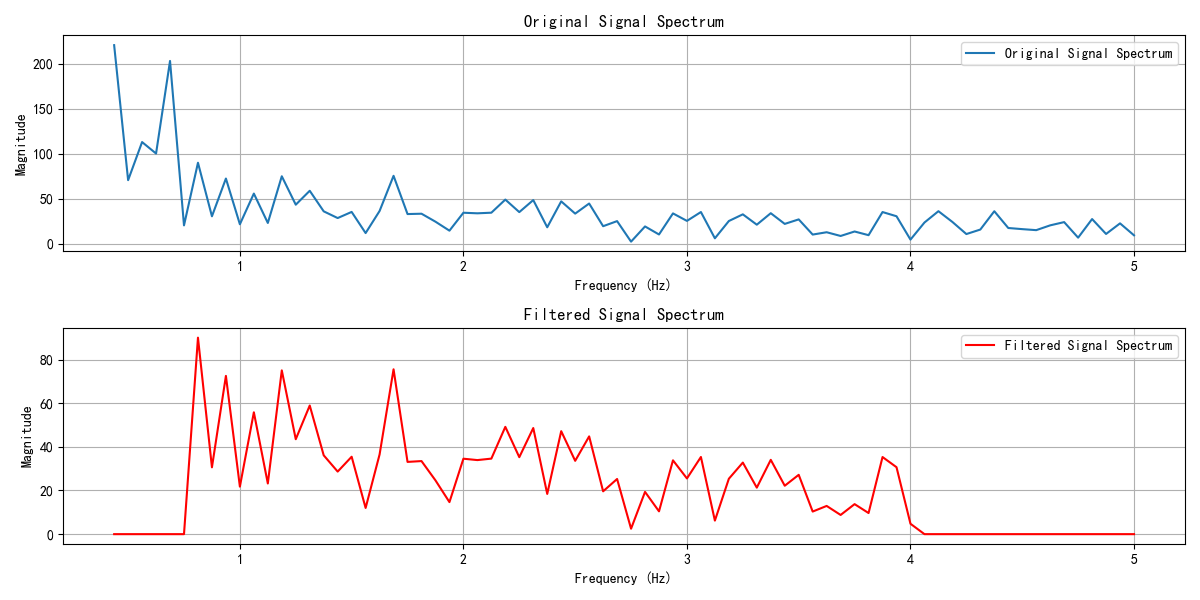 Original Signal Spectrum
Original Signal Spectrum
Magnitude
200
150
100
50
0
1 2 3 4 5
Frequency (Hz)
Filtered Signal Spectrum
Filtered Signal Spectrum
Magnitude
80
60
40
20
0
1 2 3 4 5
Frequency (Hz)